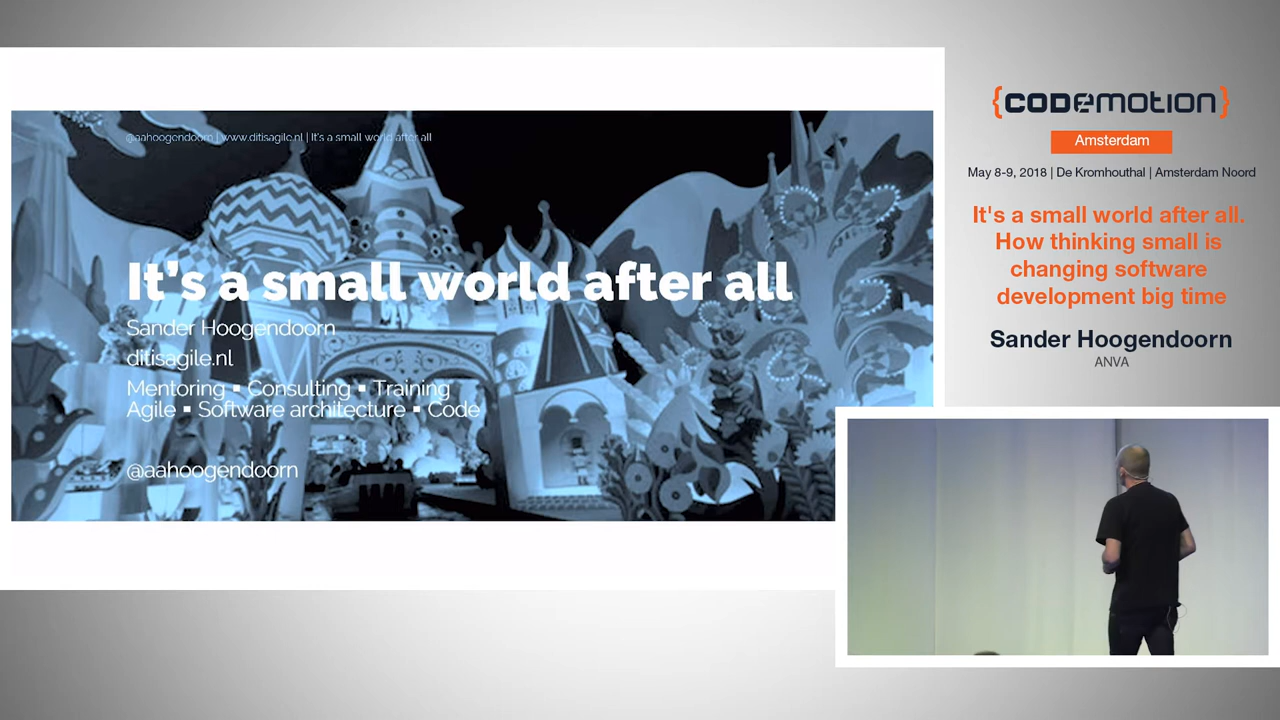 @aahoogendoorn | www.ditisagile.nl | It's a small world after all
It's a small world after all
Sander Hoogendoorn
ditisagile.nl
Mentoring ▪ Consulting ▪ Training
Agile ▪ Software architecture ▪ Code
@aahoogendoorn
{CODEMOTION}
Amsterdam
May 8-9, 2018 | De Kromhouthal | Amsterdam Noord
It's a small world after all.
How thinking small is
changing software
development big time
Sander Hoogendoorn
ANVA